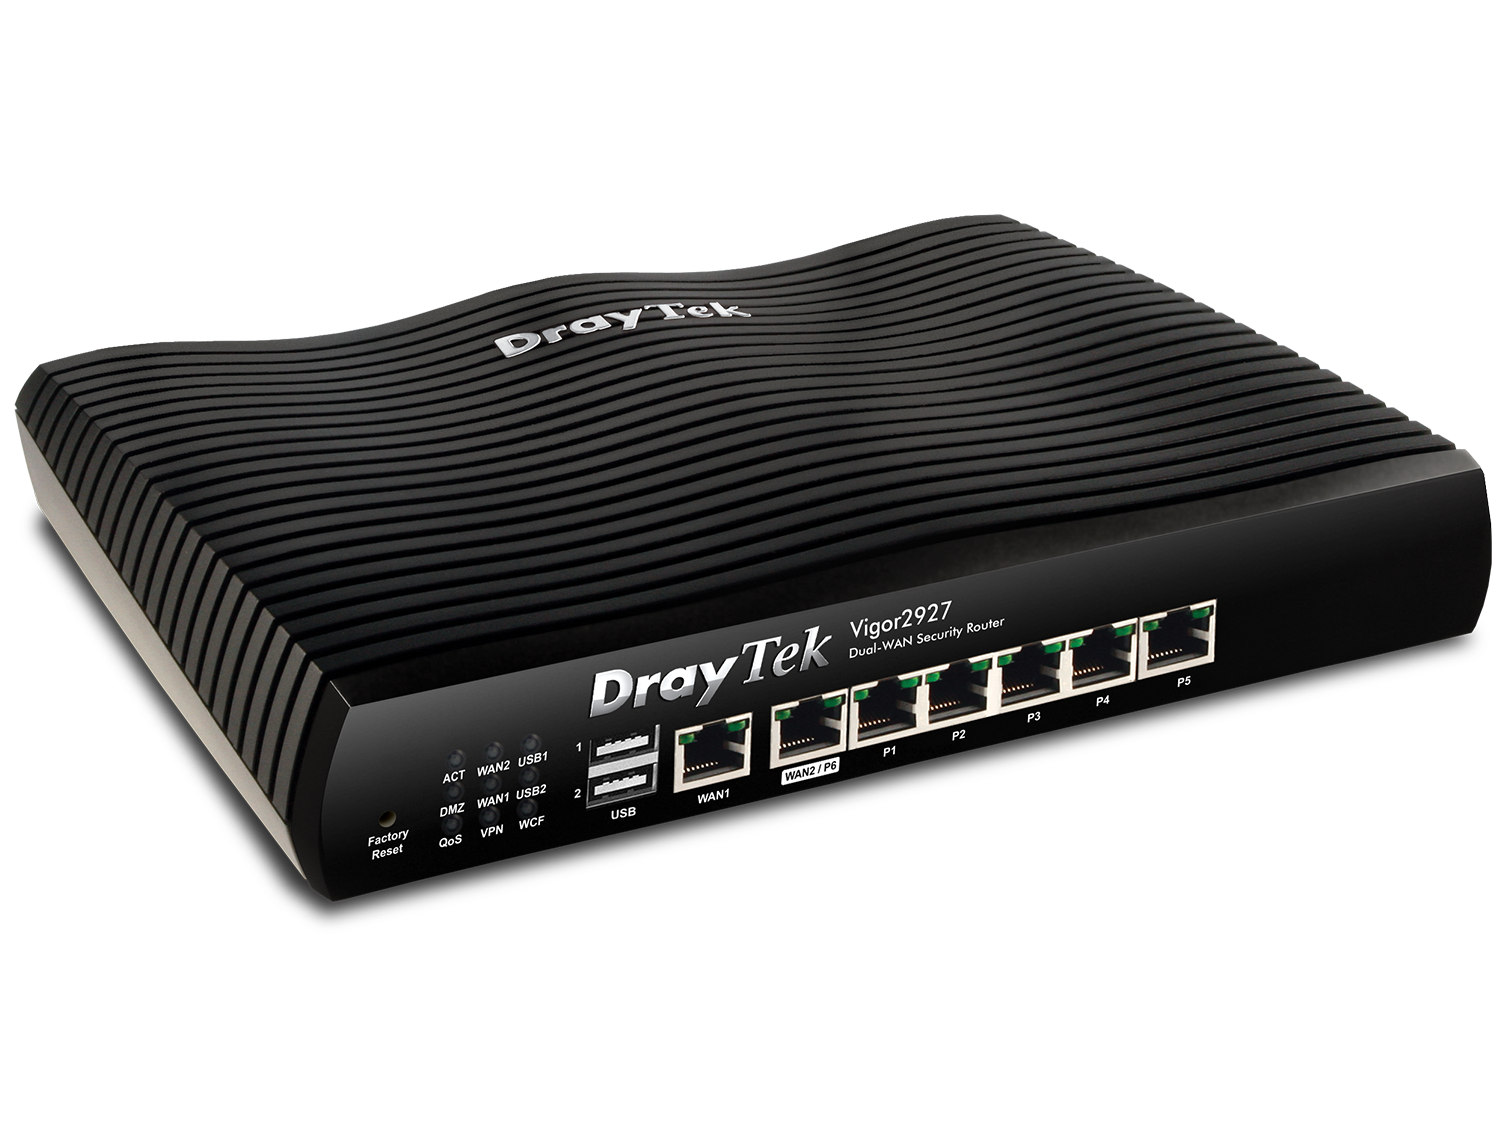 DrayTek
DrayTek
Vigor2927
Dual-WAN Security Router
Factory
Reset
ACT WAN2 USB1
DMZ WAN1 USB2
QoS VPN WCF
1
2
USB
WAN1
WAN2 / P6
P1
P2
P3
P4
P5